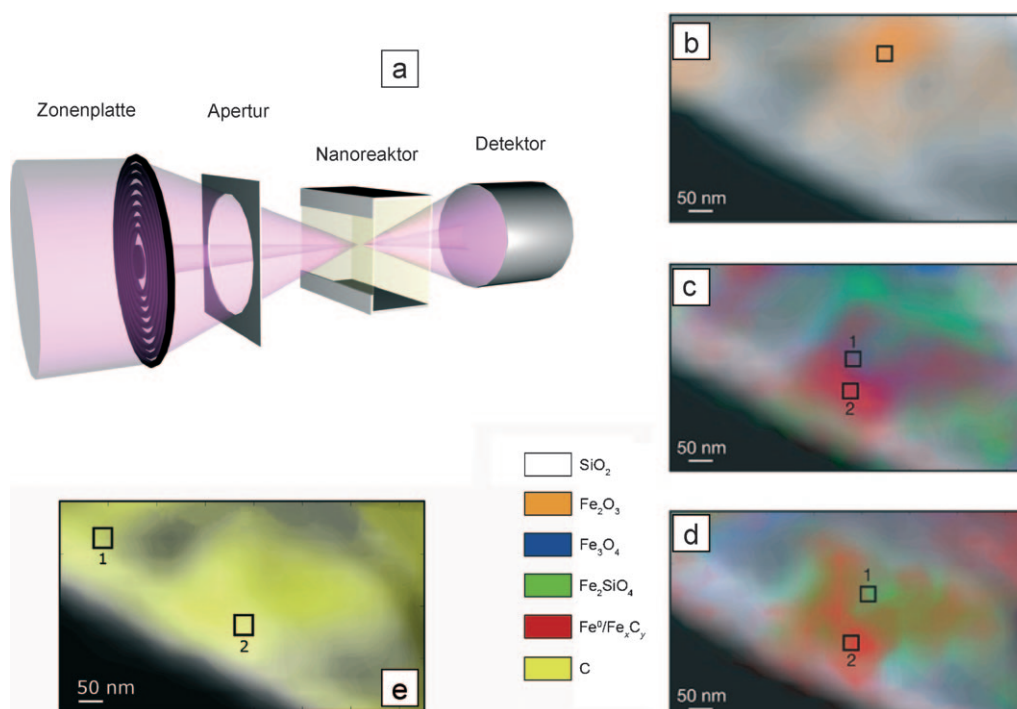 a
Zonenplatte
Apertur
Nanoreaktor
Detektor
b
50 nm
c
1
2
50 nm
d
1
2
50 nm
SiO₂
Fe₂O₃
Fe₃O₄
Fe₂SiO₄
Fe⁰/FeₓCᵧ
C
1
2
50 nm
e